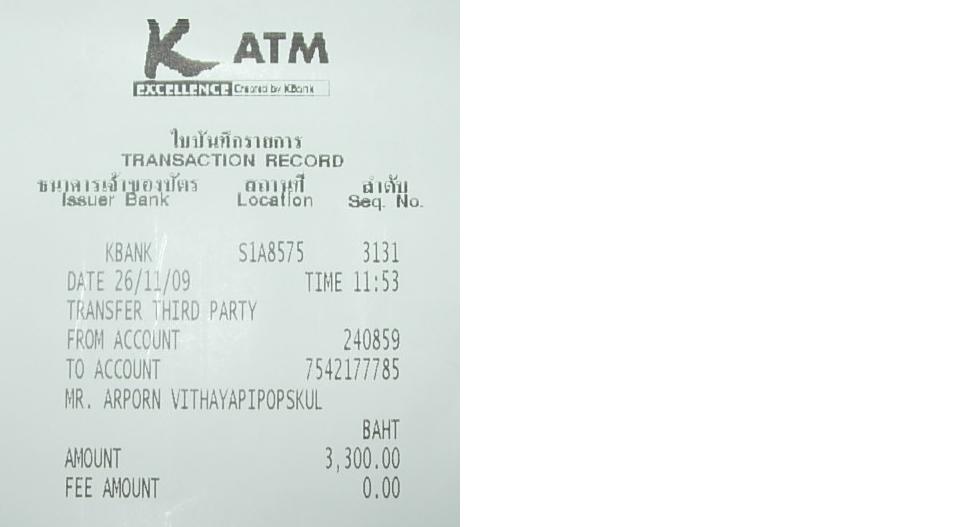 K ATM
EXCELLENCE Created by KBank
ใบบันทึกรายการ
TRANSACTION RECORD
ธนาคารเจ้าของบัตร สถานที่ ลำดับ
Issuer Bank Location Seq. No.
KBANK S1A8575 3131
DATE 26/11/09 TIME 11:53
TRANSFER THIRD PARTY
FROM ACCOUNT 240859
TO ACCOUNT 7542177785
MR. ARPORN VITHAYAPIPOPSKUL
BAHT
AMOUNT 3,300.00
FEE AMOUNT 0.00